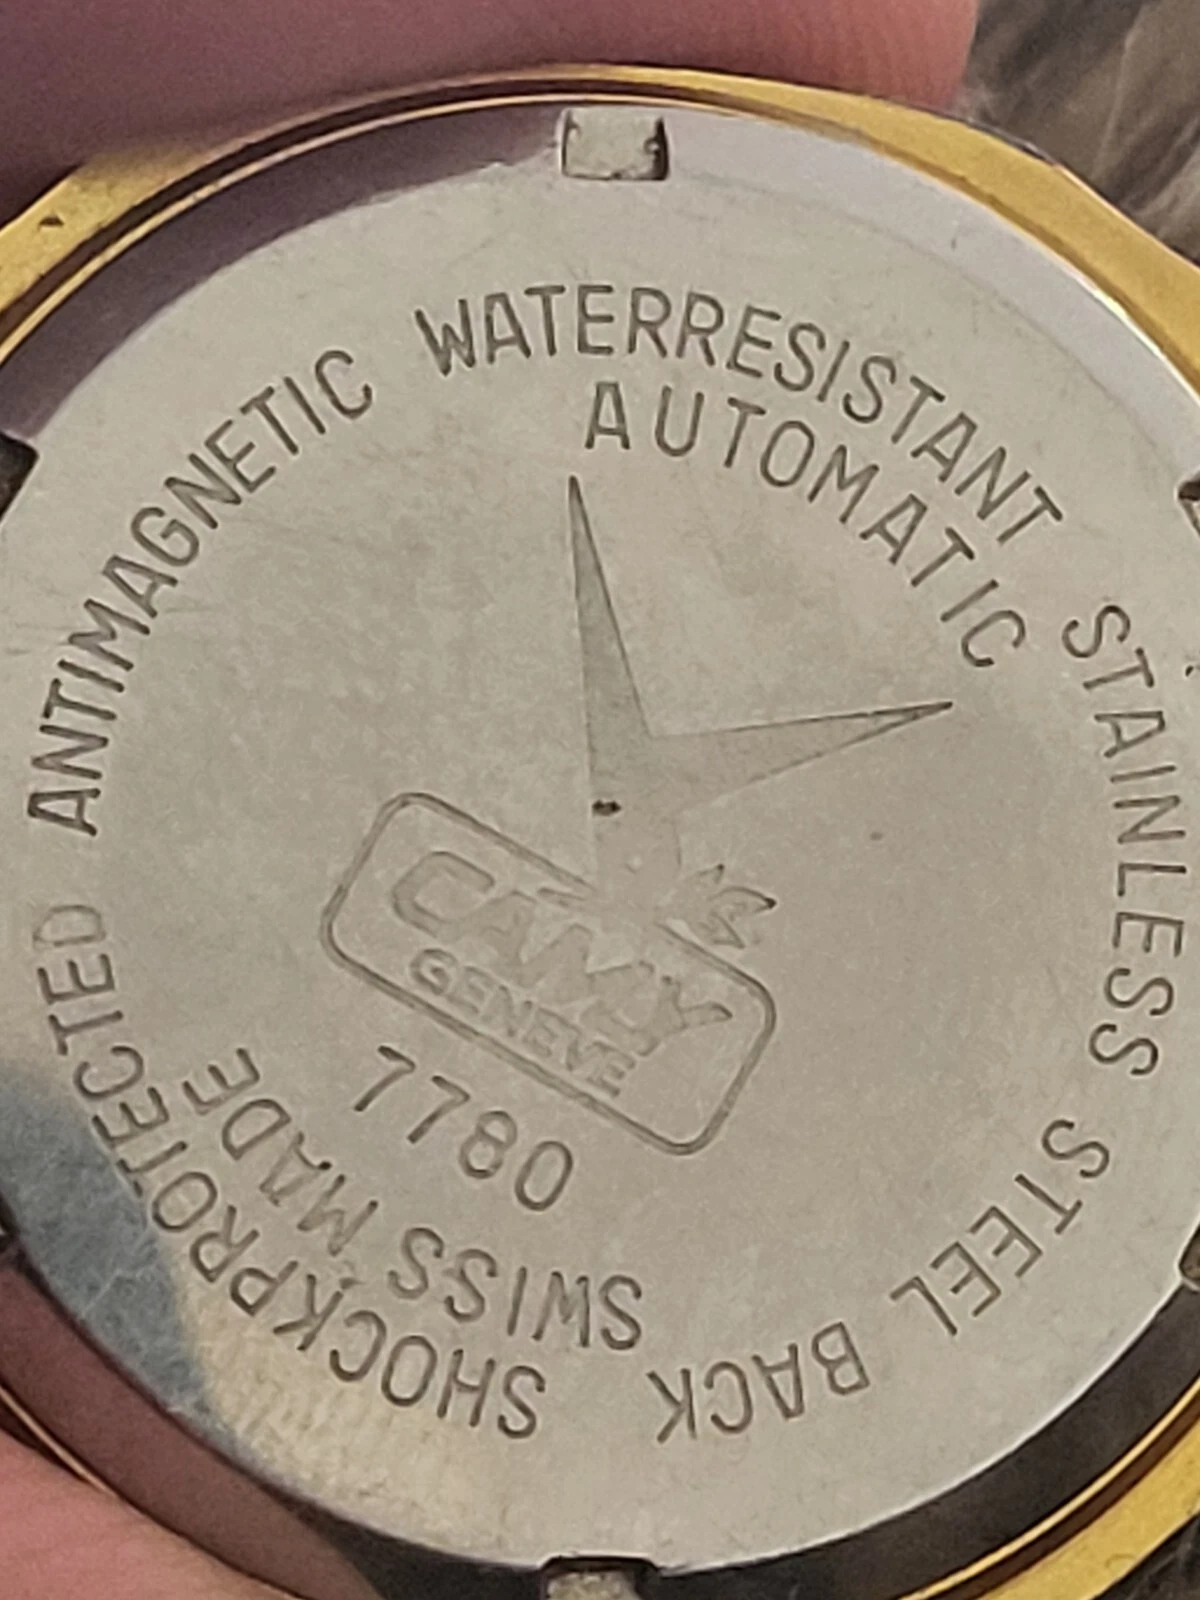 WATERRESISTANT STAINLESS STEEL BACK SHOCKPROTECTED ANTIMAGNETIC
AUTOMATIC
CAMY
GENEVE
7780
SWISS MADE